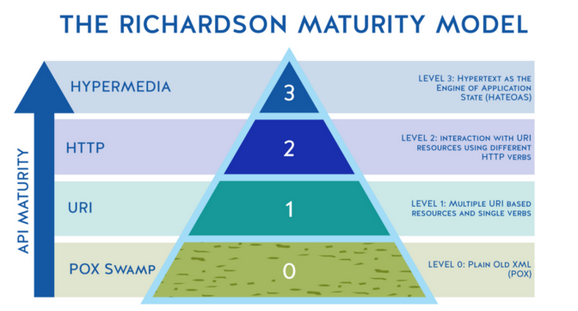 THE RICHARDSON MATURITY MODEL
API MATURITY
HYPERMEDIA
3
LEVEL 3: HYPERTEXT AS THE
ENGINE OF APPLICATION
STATE (HATEOAS)
HTTP
2
LEVEL 2: INTERACTION WITH URI
RESOURCES USING DIFFERENT
HTTP VERBS
URI
1
LEVEL 1: MULTIPLE URI BASED
RESOURCES AND SINGLE VERBS
POX SWAMP
0
LEVEL 0: PLAIN OLD XML
(POX)